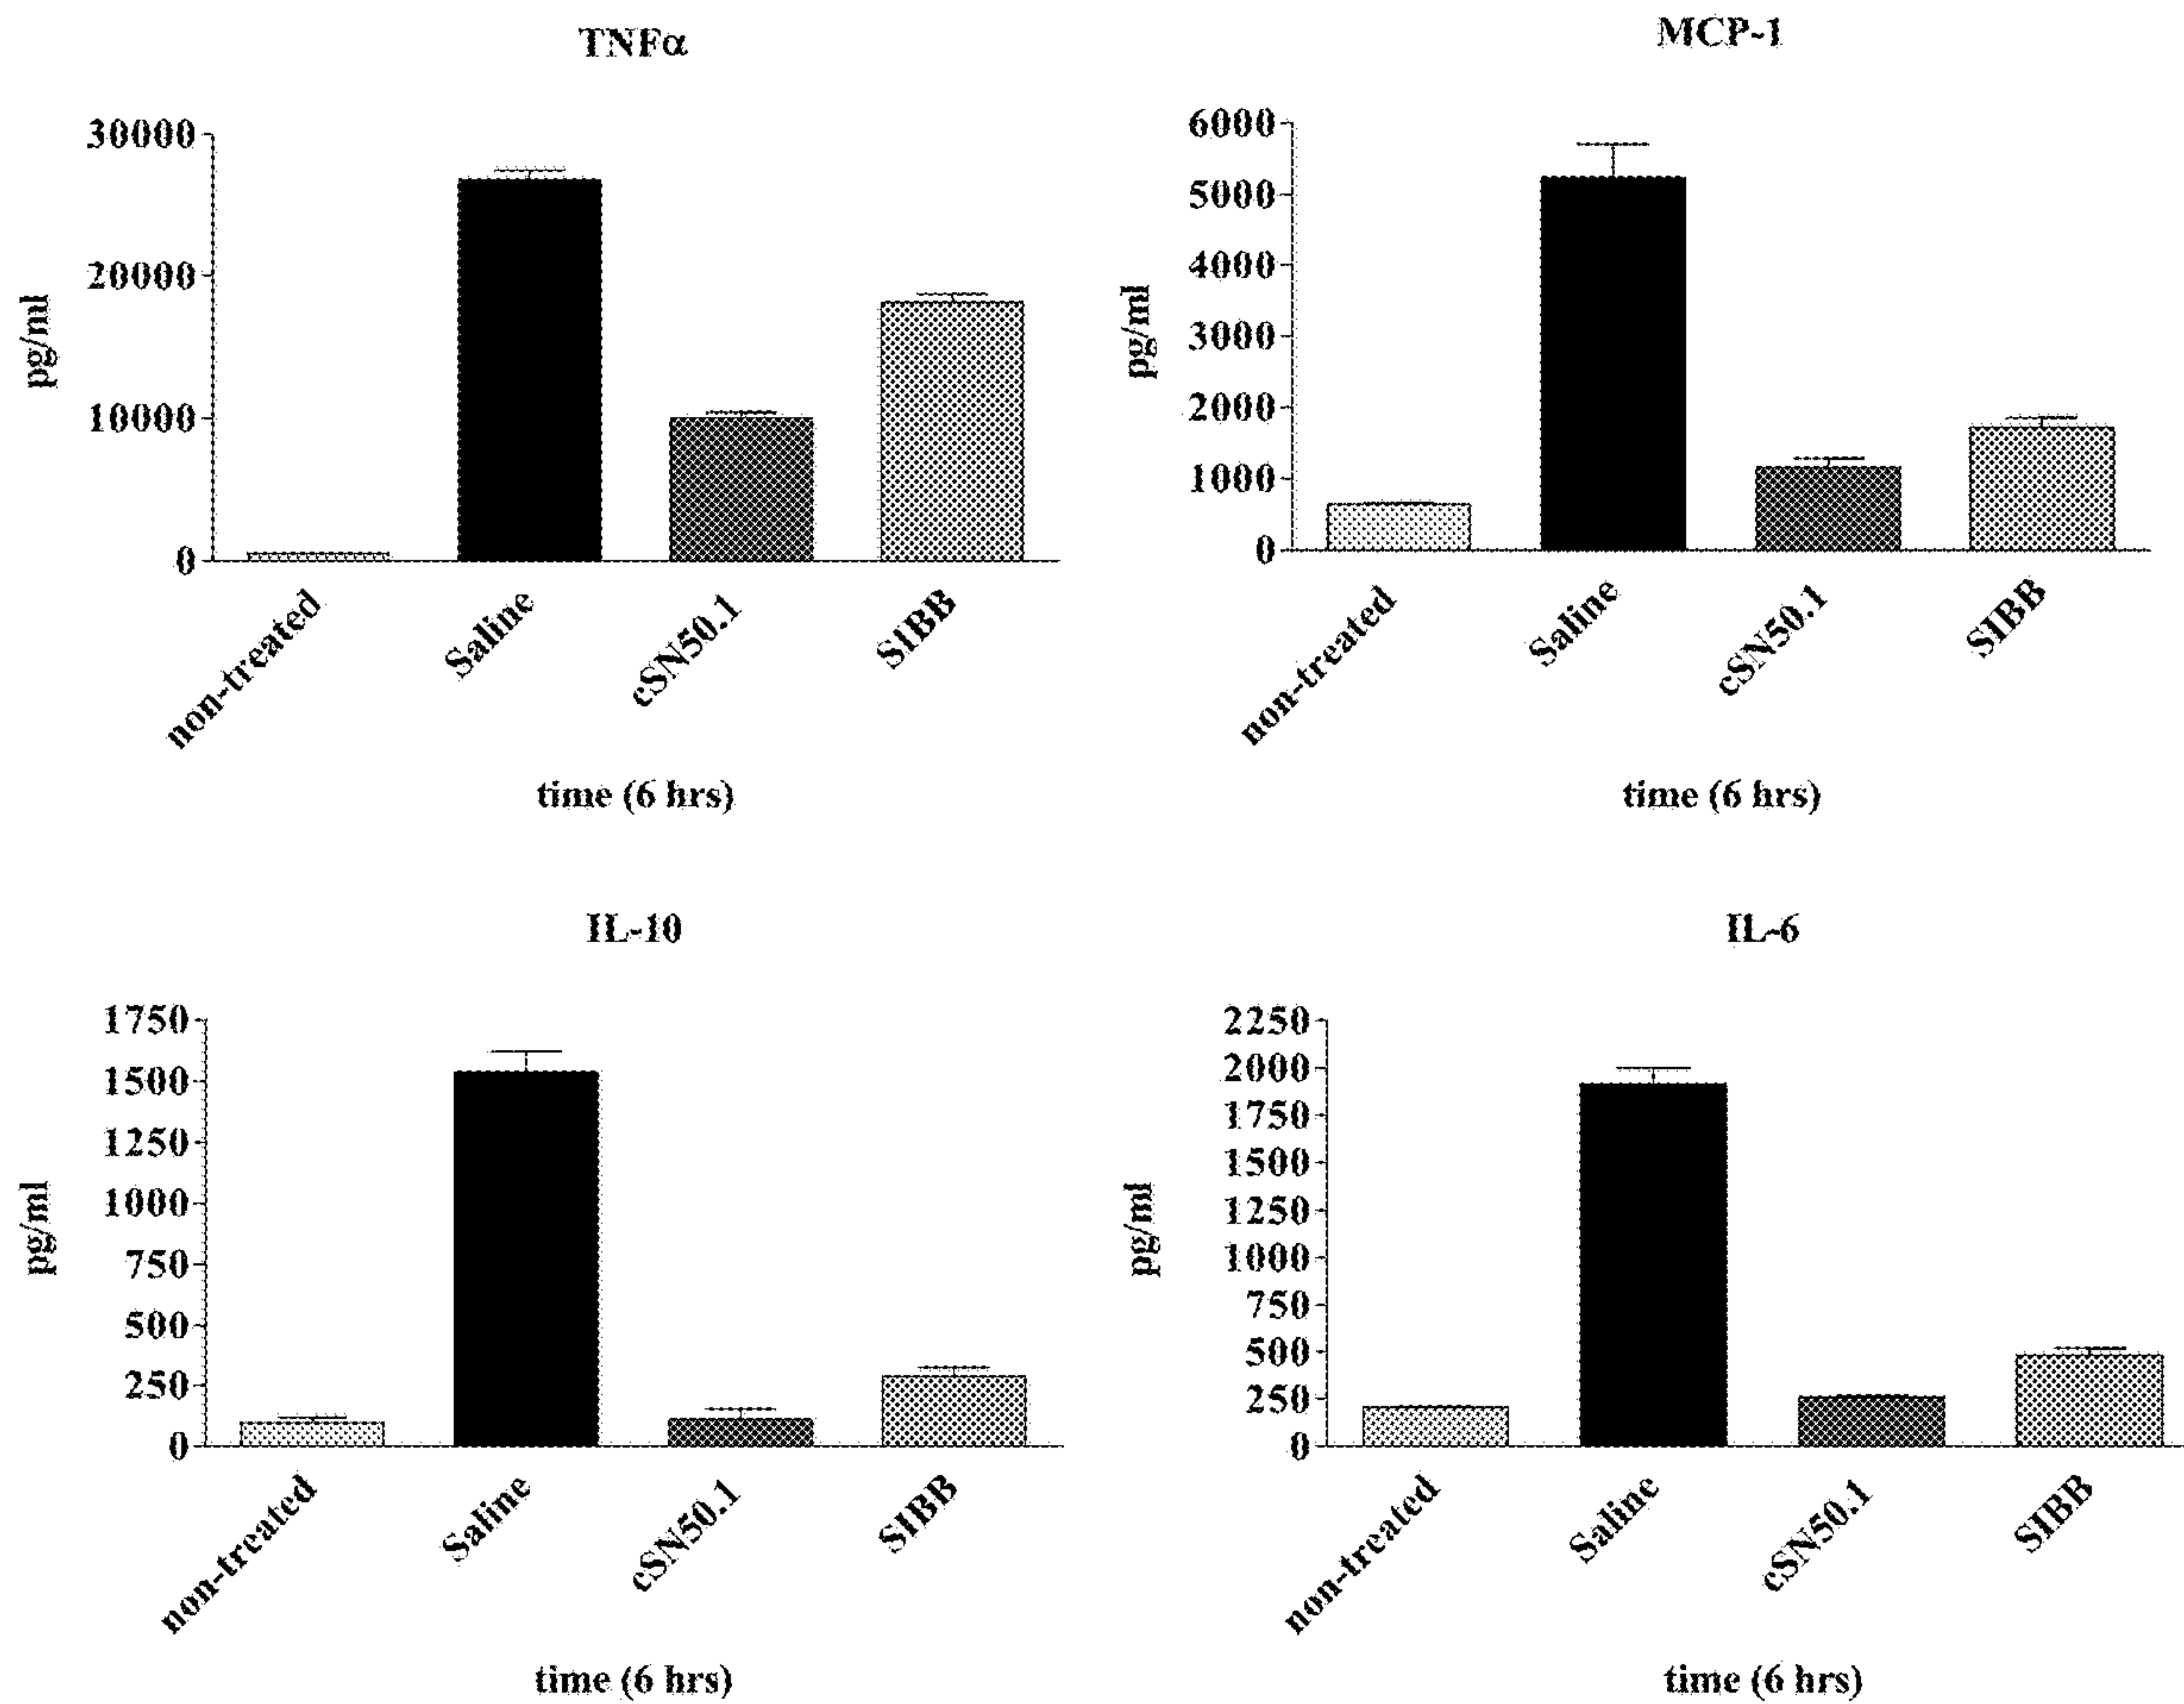 TNFα
30000
20000
10000
0
pg/ml
non-treated
Saline
cSN50.1
SIBB
time (6 hrs)
MCP-1
6000
5000
4000
3000
2000
1000
0
pg/ml
non-treated
Saline
cSN50.1
SIBB
time (6 hrs)
IL-10
1750
1500
1250
1000
750
500
250
0
pg/ml
non-treated
Saline
cSN50.1
SIBB
time (6 hrs)
IL-6
2250
2000
1750
1500
1250
1000
750
500
250
0
pg/ml
non-treated
Saline
cSN50.1
SIBB
time (6 hrs)